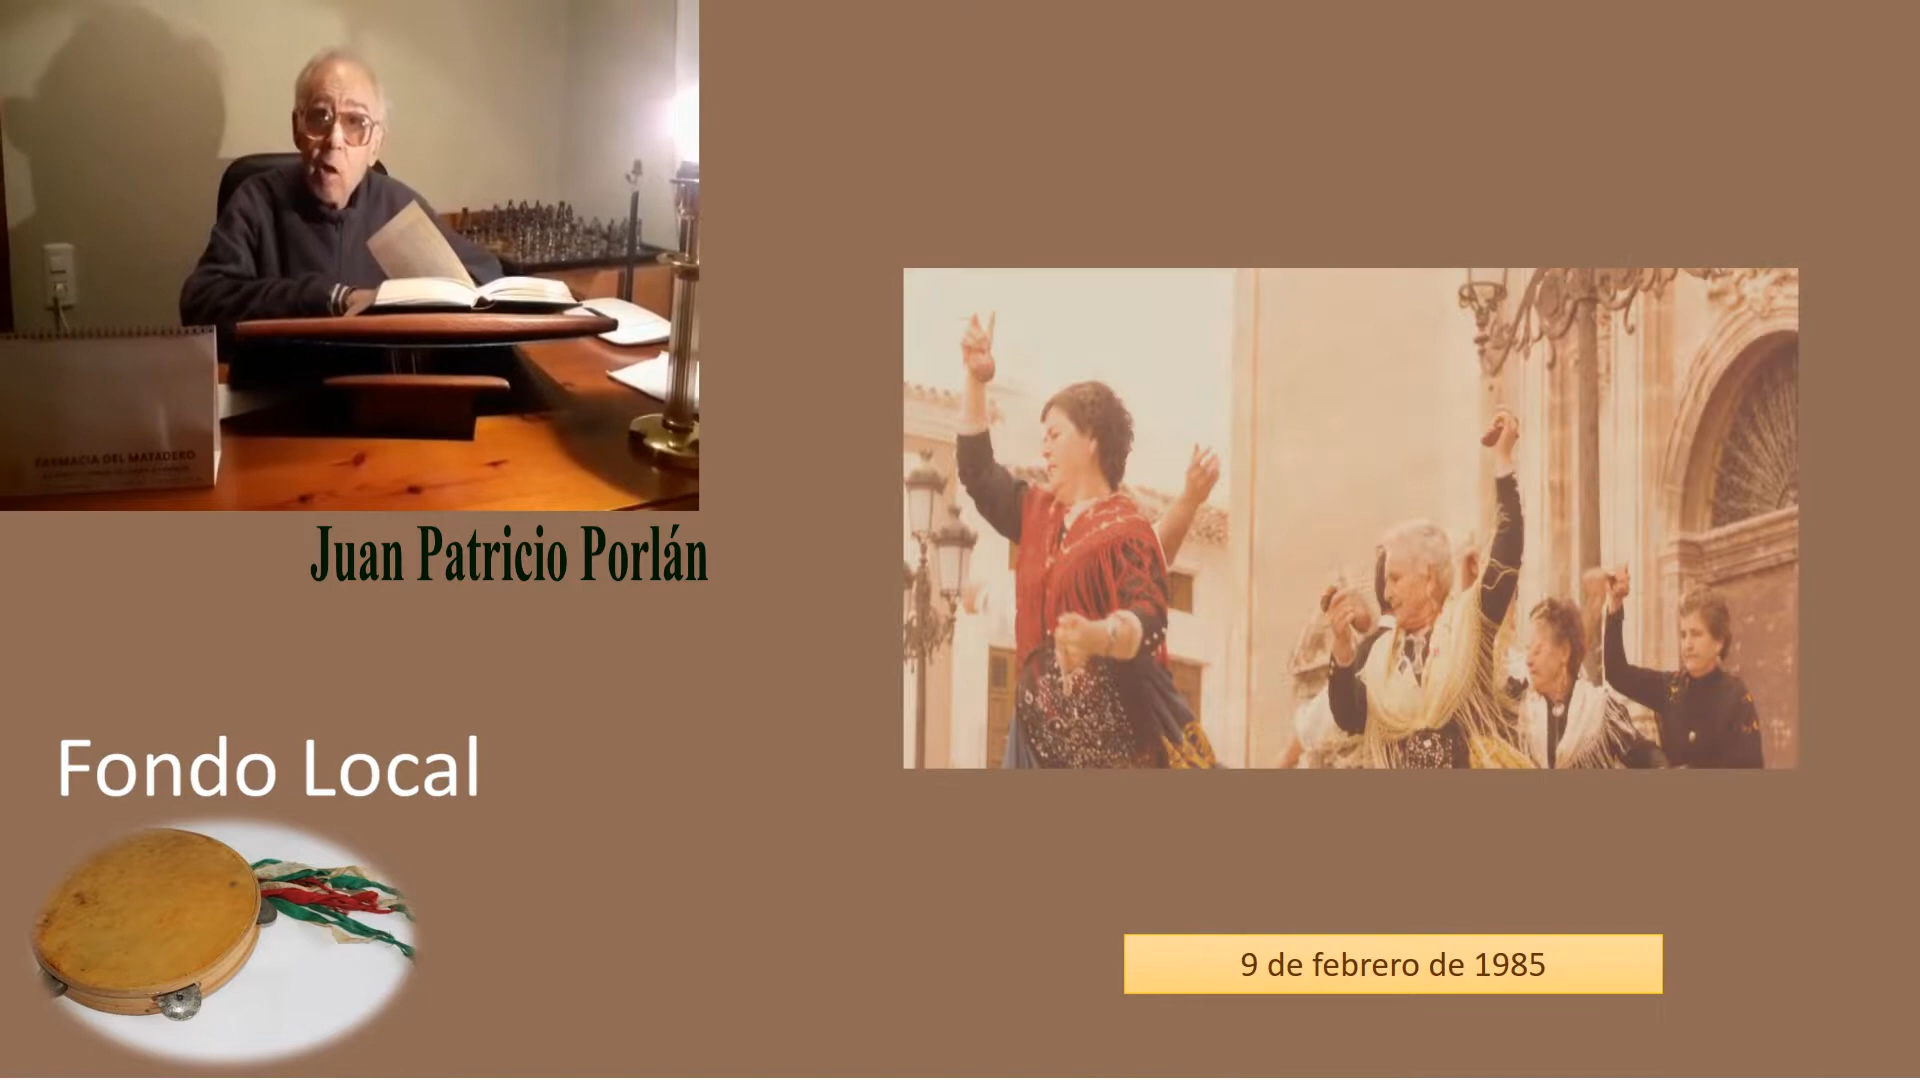 FARMACIA DEL MATADERO
Juan Patricio Porlán
Fondo Local
9 de febrero de 1985